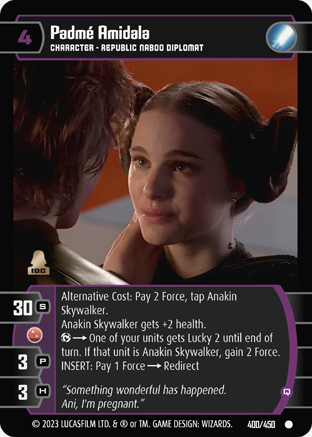 4
Padmé Amidala
CHARACTER • REPUBLIC NABOO DIPLOMAT
IDC
30 S
3 P
3 H
Alternative Cost: Pay 2 Force, tap Anakin
Skywalker.
Anakin Skywalker gets +2 health.
→ One of your units gets Lucky 2 until end of
turn. If that unit is Anakin Skywalker, gain 2 Force.
INSERT: Pay 1 Force → Redirect
“Something wonderful has happened.
Ani, I'm pregnant.”
© 2023 LUCASFILM LTD. & ® or TM. GAME DESIGN: WIZARDS. 400/450